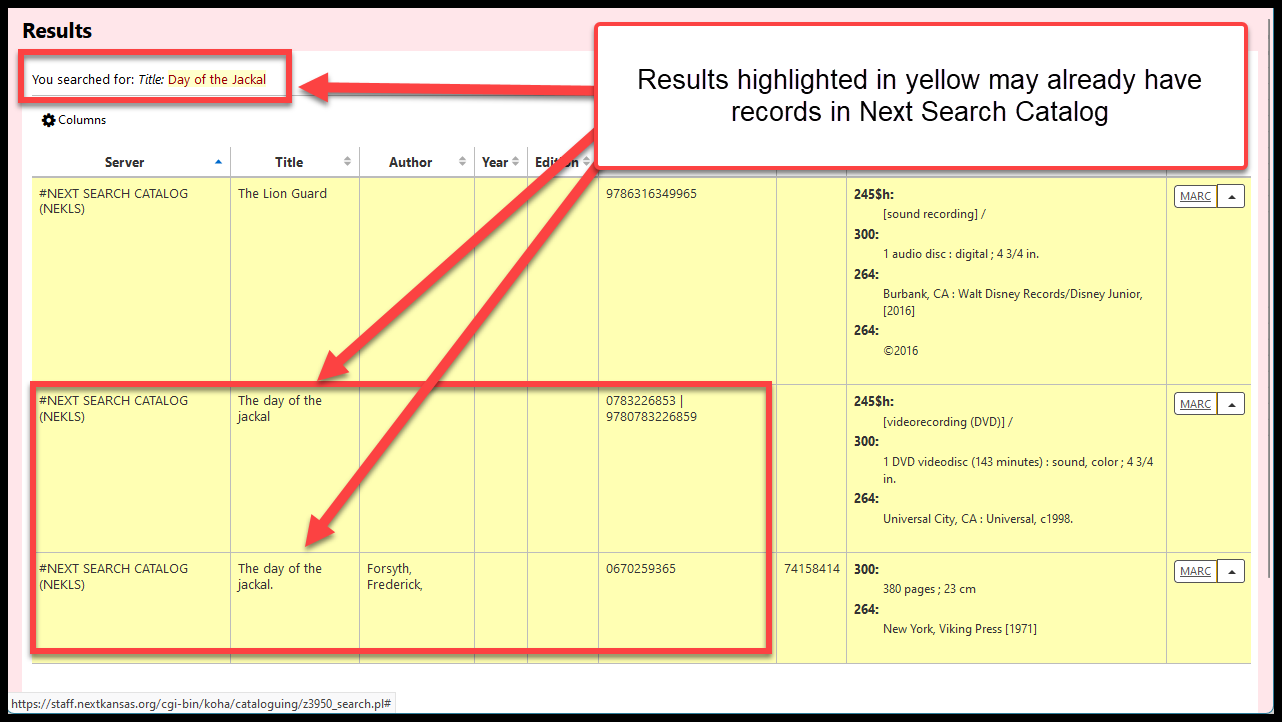 Results
You searched for: Title: Day of the Jackal
Results highlighted in yellow may already have
records in Next Search Catalog
Columns
Server Title Author Year Edition
#NEXT SEARCH CATALOG
(NEKLS)
The Lion Guard
9786316349965
245$h:
[sound recording] /
300:
1 audio disc : digital ; 4 3/4 in.
264:
Burbank, CA : Walt Disney Records/Disney Junior,
[2016]
264:
©2016
MARC
#NEXT SEARCH CATALOG
(NEKLS)
The day of the
jackal
0783226853 |
9780783226859
245$h:
[videorecording (DVD)] /
300:
1 DVD videodisc (143 minutes) : sound, color ; 4 3/4
in.
264:
Universal City, CA : Universal, c1998.
MARC
#NEXT SEARCH CATALOG
(NEKLS)
The day of the
jackal.
Forsyth,
Frederick,
0670259365
74158414
300:
380 pages ; 23 cm
264:
New York, Viking Press [1971]
MARC
https://staff.nextkansas.org/cgi-bin/koha/cataloguing/z3950_search.pl#